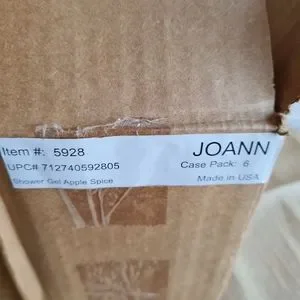 Item #: 5928 JOANN
UPC# 712740592805 Case Pack: 6
Shower Gel Apple Spice Made in USA